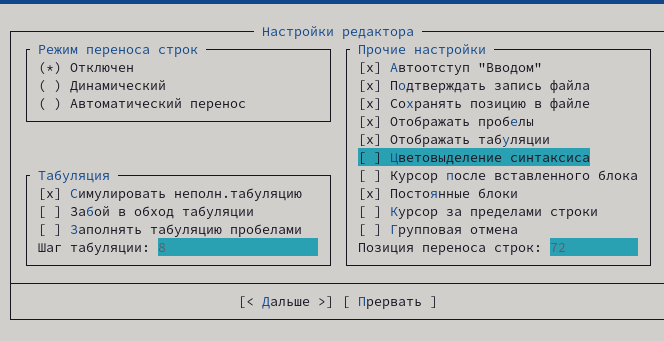 Настройки редактора
Режим переноса строк
(*) Отключен
( ) Динамический
( ) Автоматический перенос
Табуляция
[x] Симулировать неполн.табуляцию
[ ] Забой в обход табуляции
[ ] Заполнять табуляцию пробелами
Шаг табуляции: 8
Прочие настройки
[x] Автоотступ "Вводом"
[x] Подтверждать запись файла
[x] Сохранять позицию в файле
[x] Отображать пробелы
[x] Отображать табуляции
[ ] Цветовыделение синтаксиса
[ ] Курсор после вставленного блока
[x] Постоянные блоки
[ ] Курсор за пределами строки
[ ] Групповая отмена
Позиция переноса строк: 72
[< Дальше >] [ Прервать ]